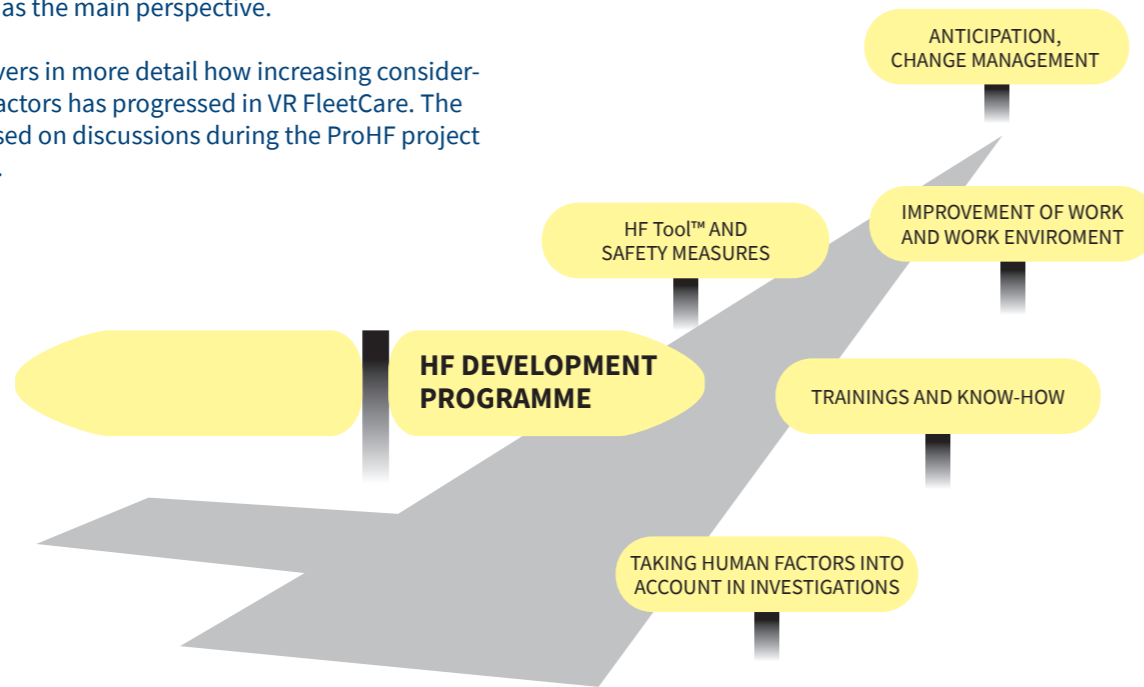 as the main perspective.
vers in more detail how increasing consider-
actors has progressed in VR FleetCare. The
sed on discussions during the ProHF project
.
ANTICIPATION,
CHANGE MANAGEMENT
IMPROVEMENT OF WORK
AND WORK ENVIROMENT
HF Tool™ AND
SAFETY MEASURES
HF DEVELOPMENT
PROGRAMME
TRAININGS AND KNOW-HOW
TAKING HUMAN FACTORS INTO
ACCOUNT IN INVESTIGATIONS